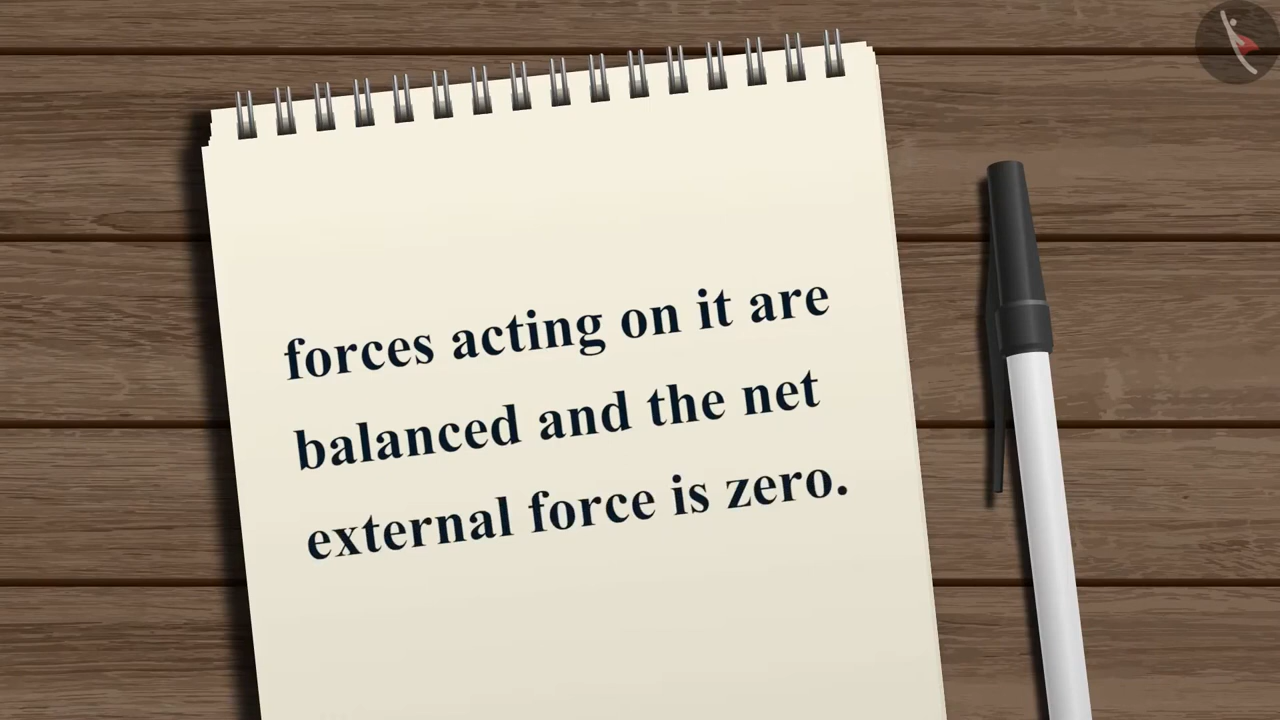 forces acting on it are
balanced and the net
external force is zero.